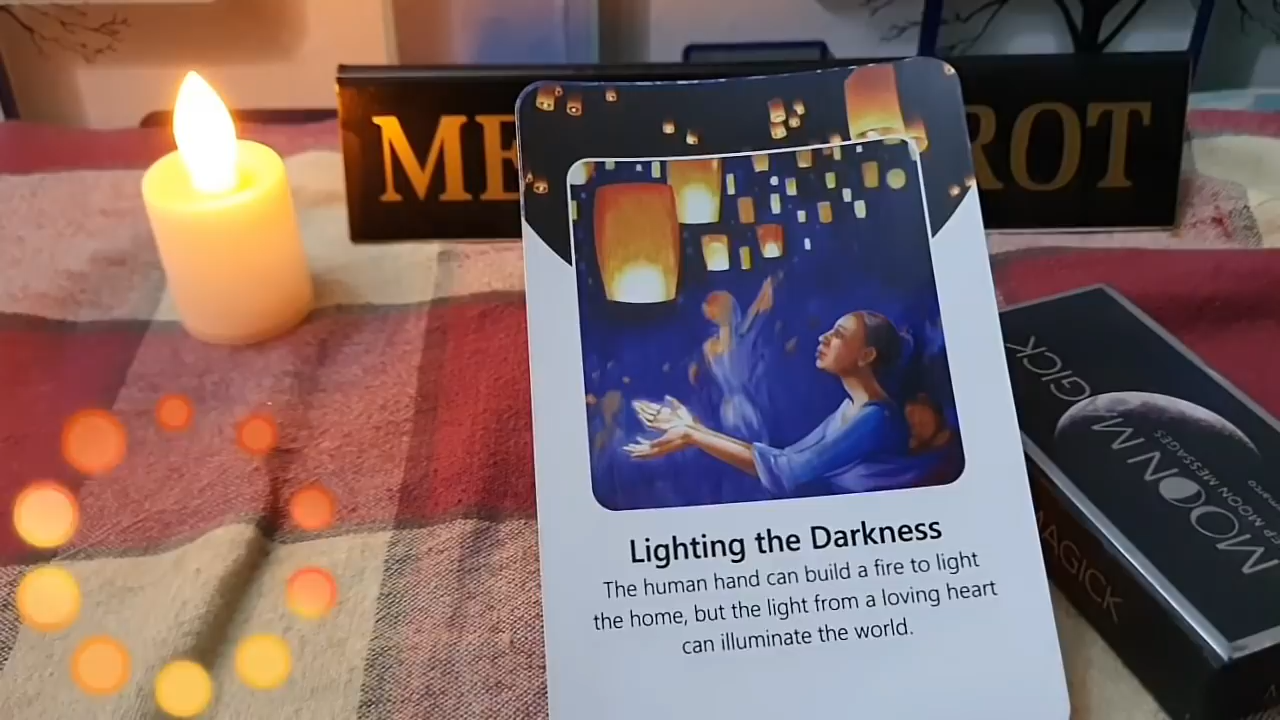 ME
ROT
Lighting the Darkness
The human hand can build a fire to light
the home, but the light from a loving heart
can illuminate the world.
MOON MAGICK
MOON MESSAGES
MAGICK